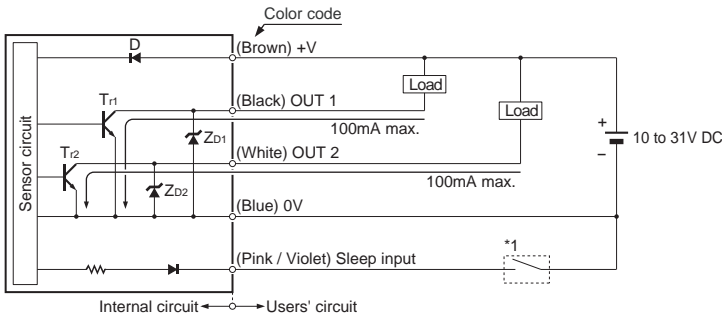 Color code
D
(Brown) +V
Load
Tr1
(Black) OUT 1
Load
100mA max.
ZD1
+
10 to 31V DC
Tr2
(White) OUT 2
−
Sensor circuit
ZD2
100mA max.
(Blue) 0V
*1
(Pink / Violet) Sleep input
Internal circuit
Users' circuit